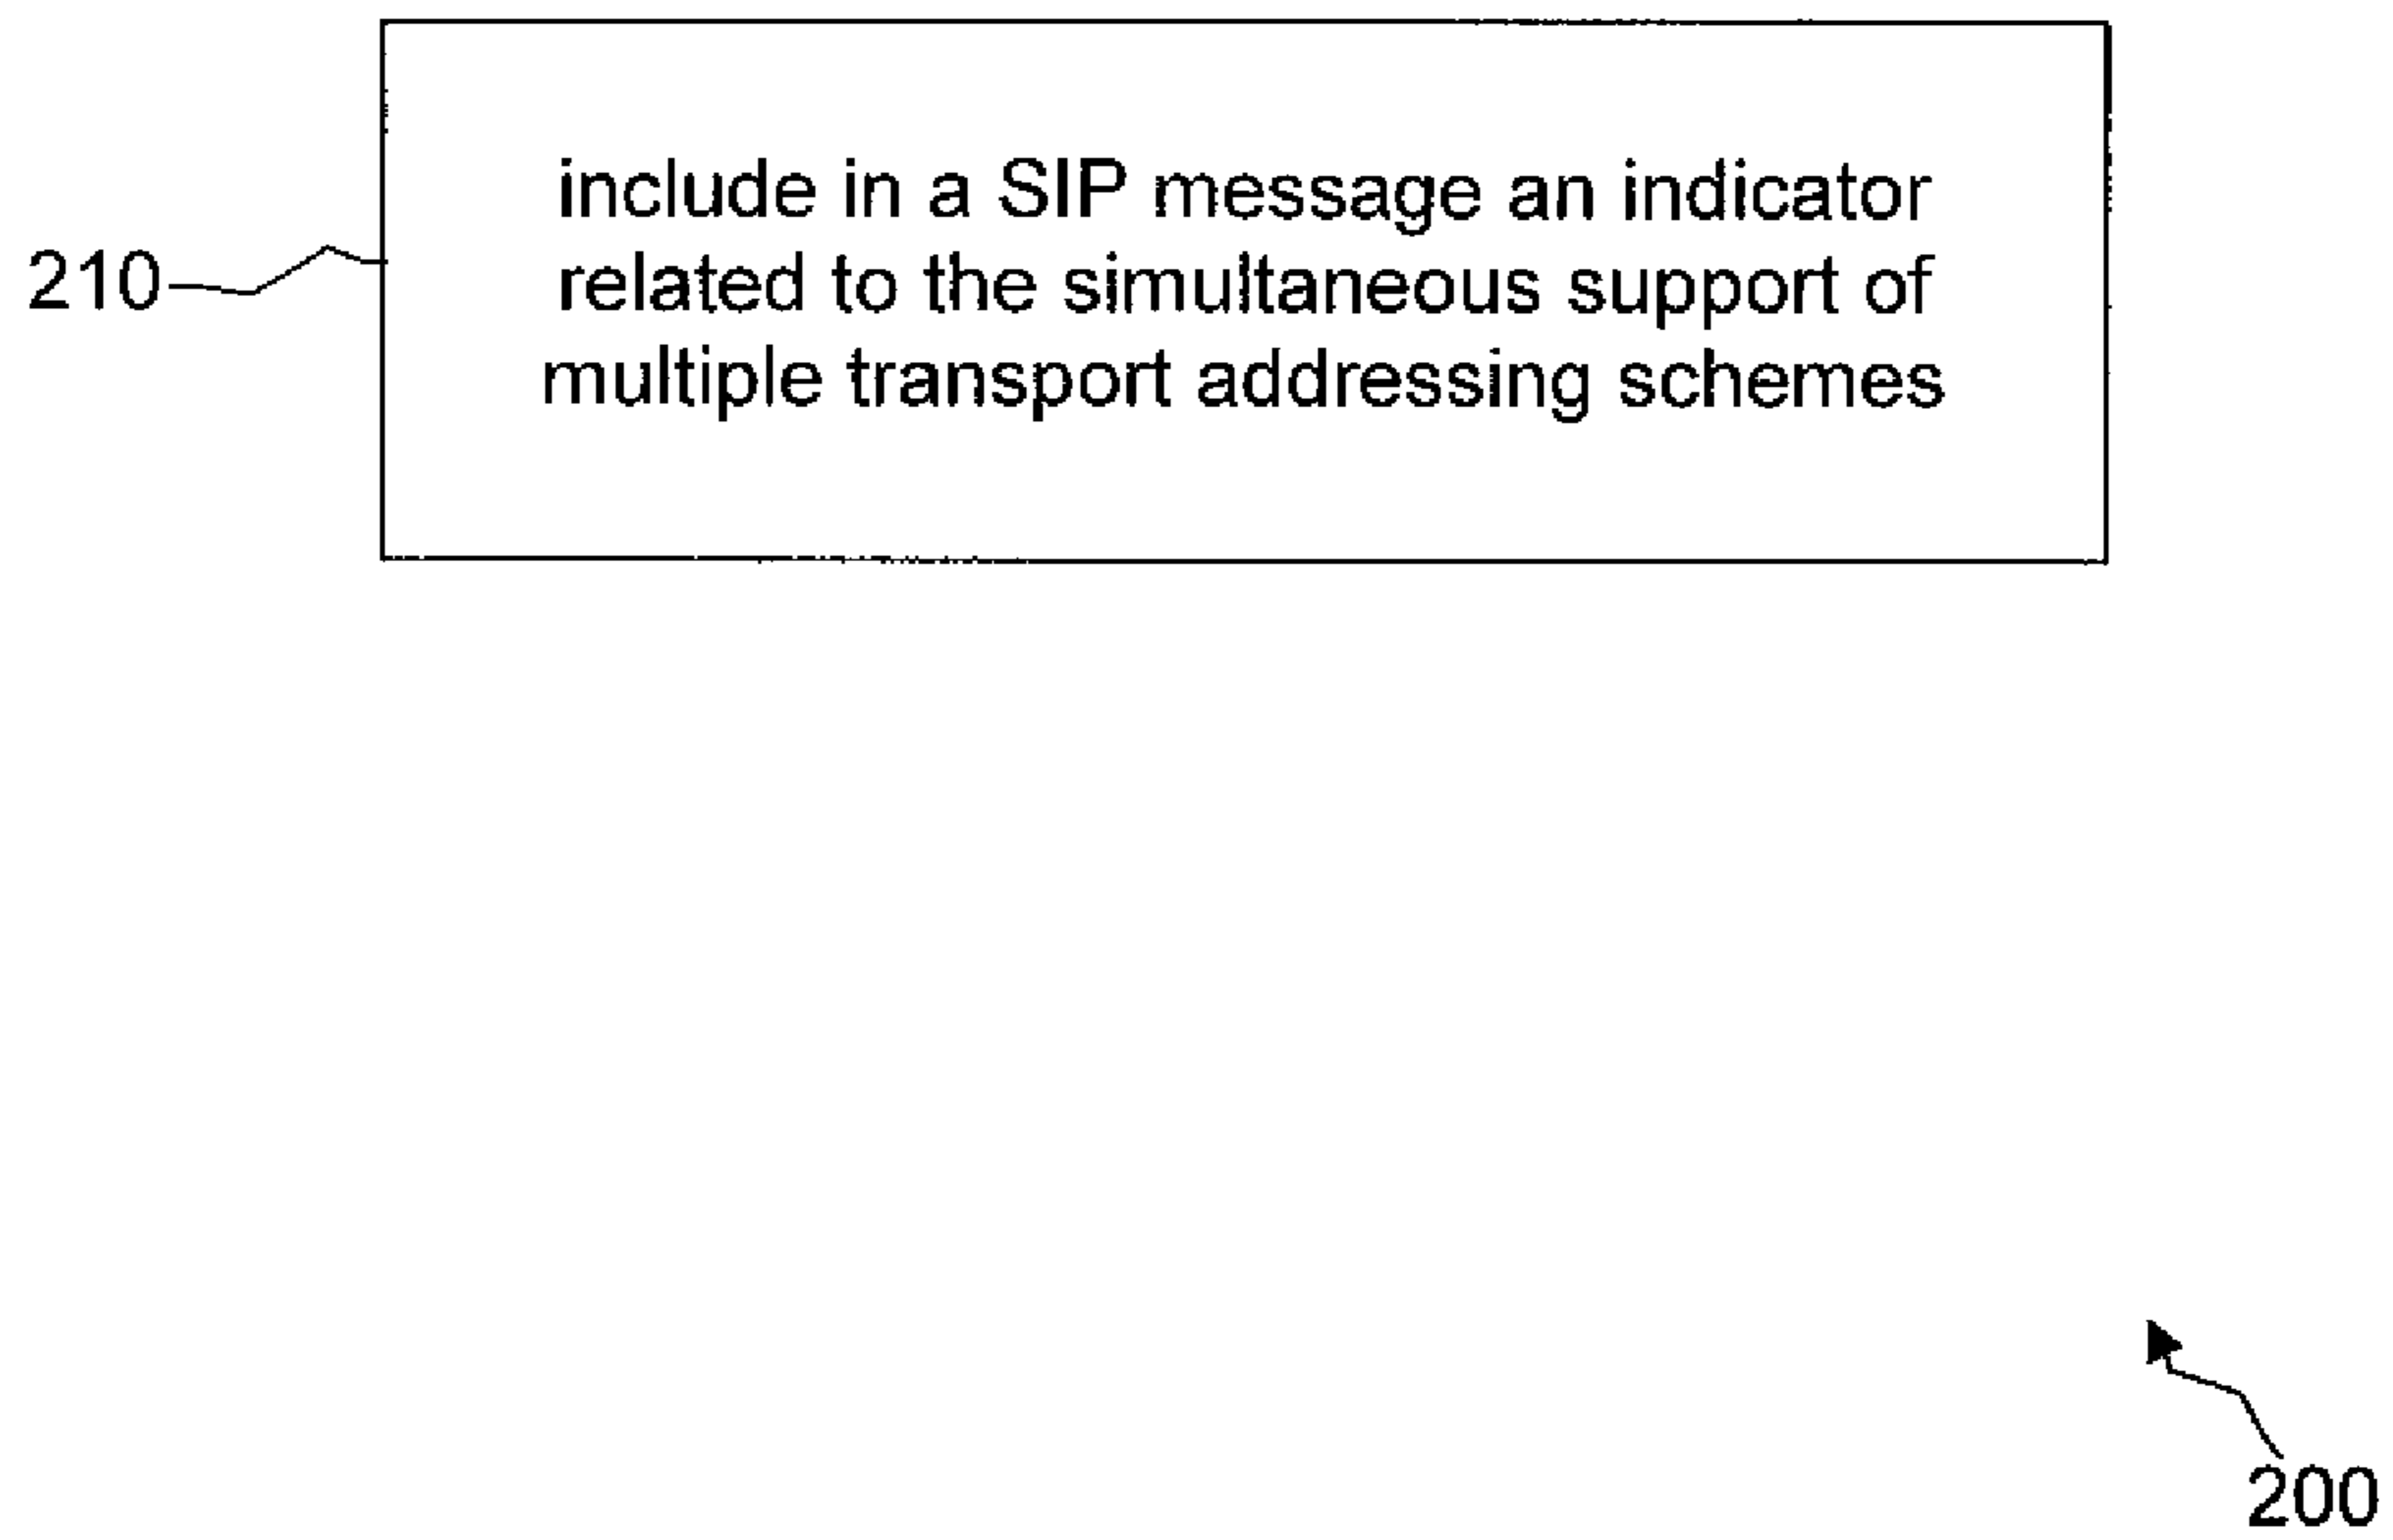 include in a SIP message an indicator
210
related to the simultaneous support of
multiple transport addressing schemes
200